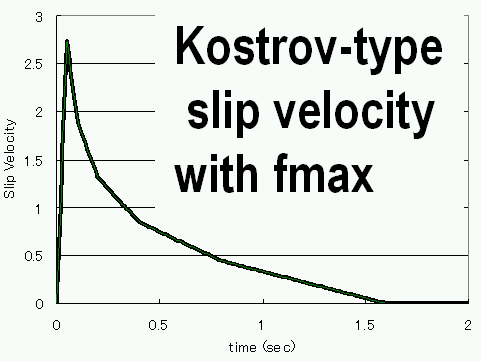 Kostrov-type
slip velocity
with fmax
Slip Velocity
3
2.5
2
1.5
1
0.5
0
0 0.5 1 1.5 2
time (sec)